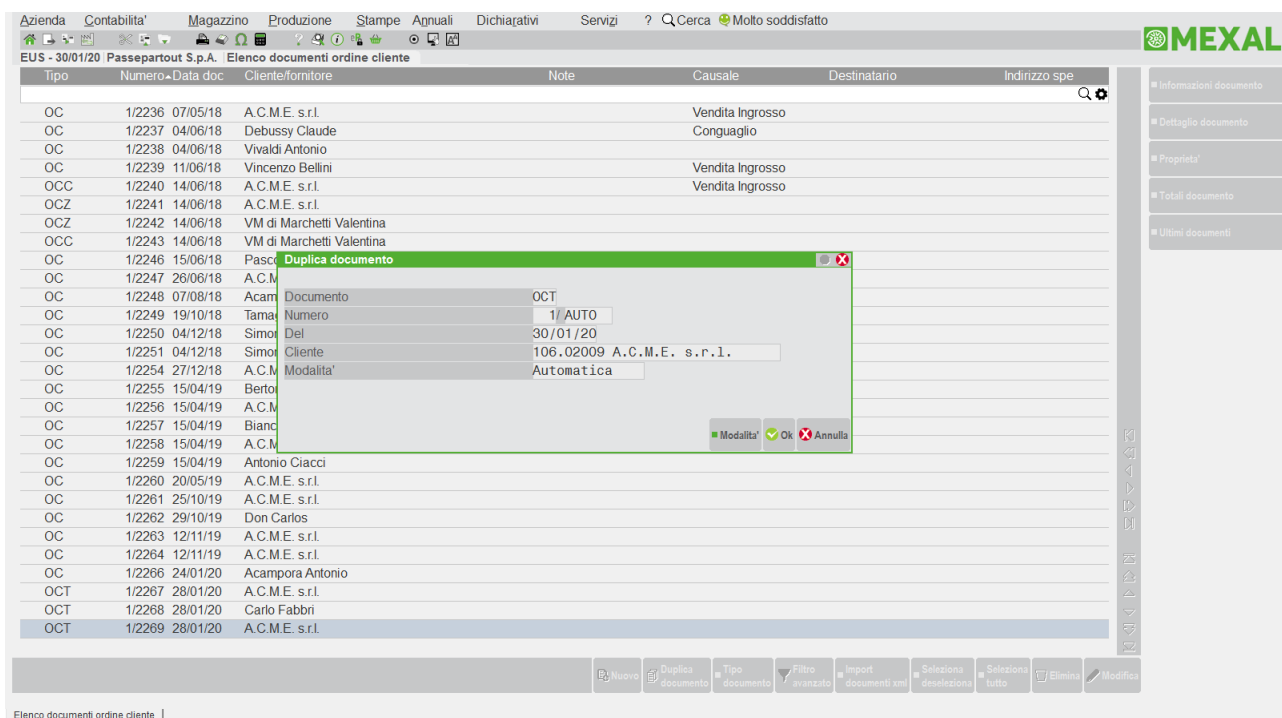 Azienda Contabilita' Magazzino Produzione Stampe Annuali Dichiarativi Servizi ? Cerca Molto soddisfatto
MEXAL
EUS - 30/01/20 Passepartout S.p.A. Elenco documenti ordine cliente
Tipo Numero Data doc Cliente/fornitore Note Causale Destinatario Indirizzo spe
Informazioni documento
OC 1/2236 07/05/18 A.C.M.E. s.r.l. Vendita Ingrosso
Dettaglio documento
OC 1/2237 04/06/18 Debussy Claude Conguaglio
OC 1/2238 04/06/18 Vivaldi Antonio
Proprieta'
OC 1/2239 11/06/18 Vincenzo Bellini Vendita Ingrosso
OCC 1/2240 14/06/18 A.C.M.E. s.r.l. Vendita Ingrosso
Totali documento
OCZ 1/2241 14/06/18 A.C.M.E. s.r.l.
OCZ 1/2242 14/06/18 VM di Marchetti Valentina
Ultimi documenti
OCC 1/2243 14/06/18 VM di Marchetti Valentina
OC 1/2246 15/06/18 Pasc
OC 1/2247 26/06/18 A.C.M
OC 1/2248 07/08/18 Acam
OC 1/2249 19/10/18 Tama
OC 1/2250 04/12/18 Simo
OC 1/2251 04/12/18 Simo
OC 1/2254 27/12/18 A.C.M
OC 1/2255 15/04/19 Berto
OC 1/2256 15/04/19 A.C.M
OC 1/2257 15/04/19 Bianc
OC 1/2258 15/04/19 A.C.M
Duplica documento
Documento OCT
Numero 1/ AUTO
Del 30/01/20
Cliente 106.02009 A.C.M.E. s.r.l.
Modalita' Automatica
Modalita' Ok Annulla
OC 1/2259 15/04/19 Antonio Ciacci
OC 1/2260 20/05/19 A.C.M.E. s.r.l.
OC 1/2261 25/10/19 A.C.M.E. s.r.l.
OC 1/2262 29/10/19 Don Carlos
OC 1/2263 12/11/19 A.C.M.E. s.r.l.
OC 1/2264 12/11/19 A.C.M.E. s.r.l.
OC 1/2266 24/01/20 Acampora Antonio
OCT 1/2267 28/01/20 A.C.M.E. s.r.l.
OCT 1/2268 28/01/20 Carlo Fabbri
OCT 1/2269 28/01/20 A.C.M.E. s.r.l.
Nuovo Duplica documento Tipo documento Filtro avanzato Import documenti xml Seleziona deseleziona Seleziona tutto Elimina Modifica
Elenco documenti ordine cliente